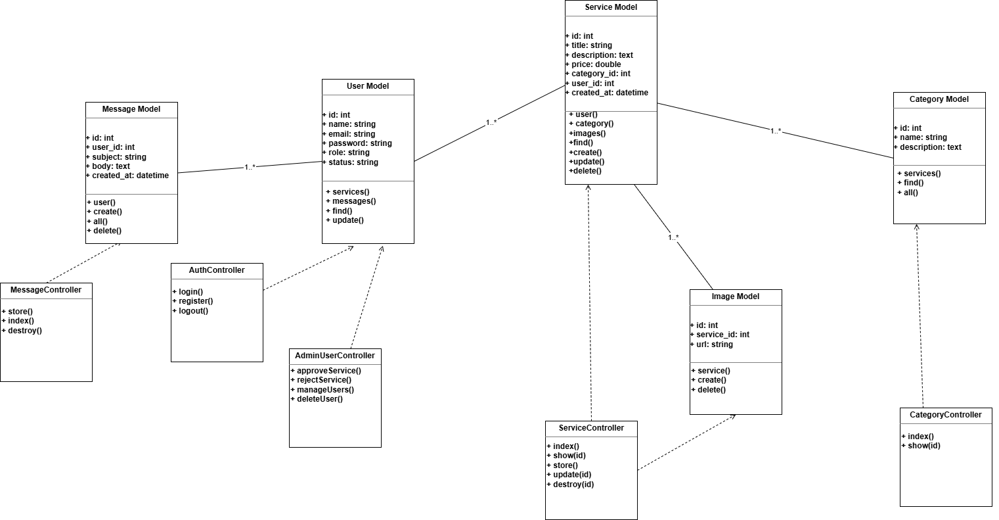 Service Model
+ id: int
+ title: string
+ description: text
+ price: double
+ category_id: int
+ user_id: int
+ created_at: datetime
+ user()
+ category()
+images()
+find()
+create()
+update()
+delete()
User Model
+ id: int
+ name: string
+ email: string
+ password: string
+ role: string
+ status: string
+ services()
+ messages()
+ find()
+ update()
Message Model
+ id: int
+ user_id: int
+ subject: string
+ body: text
+ created_at: datetime
+ user()
+ create()
+ all()
+ delete()
Category Model
+ id: int
+ name: string
+ description: text
+ services()
+ find()
+ all()
1..*
1..*
1..*
1..*
MessageController
+ store()
+ index()
+ destroy()
AuthController
+ login()
+ register()
+ logout()
AdminUserController
+ approveService()
+ rejectService()
+ manageUsers()
+ deleteUser()
Image Model
+ id: int
+ service_id: int
+ url: string
+ service()
+ create()
+ delete()
ServiceController
+ index()
+ show(id)
+ store()
+ update(id)
+ destroy(id)
CategoryController
+ index()
+ show(id)